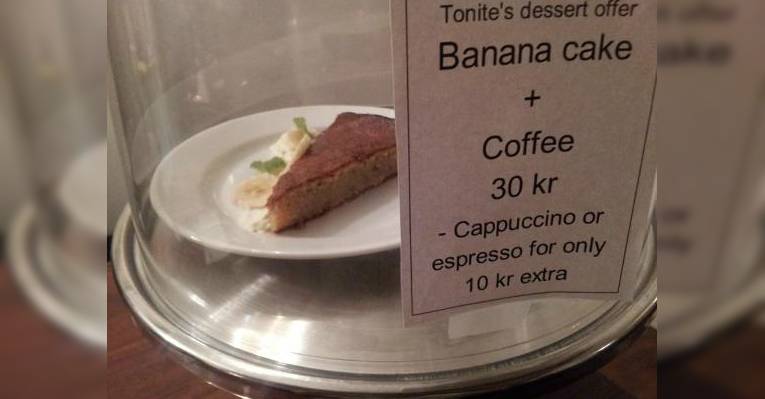 Tonite's dessert offer
Banana cake
+
Coffee
30 kr
- Cappuccino or
espresso for only
10 kr extra